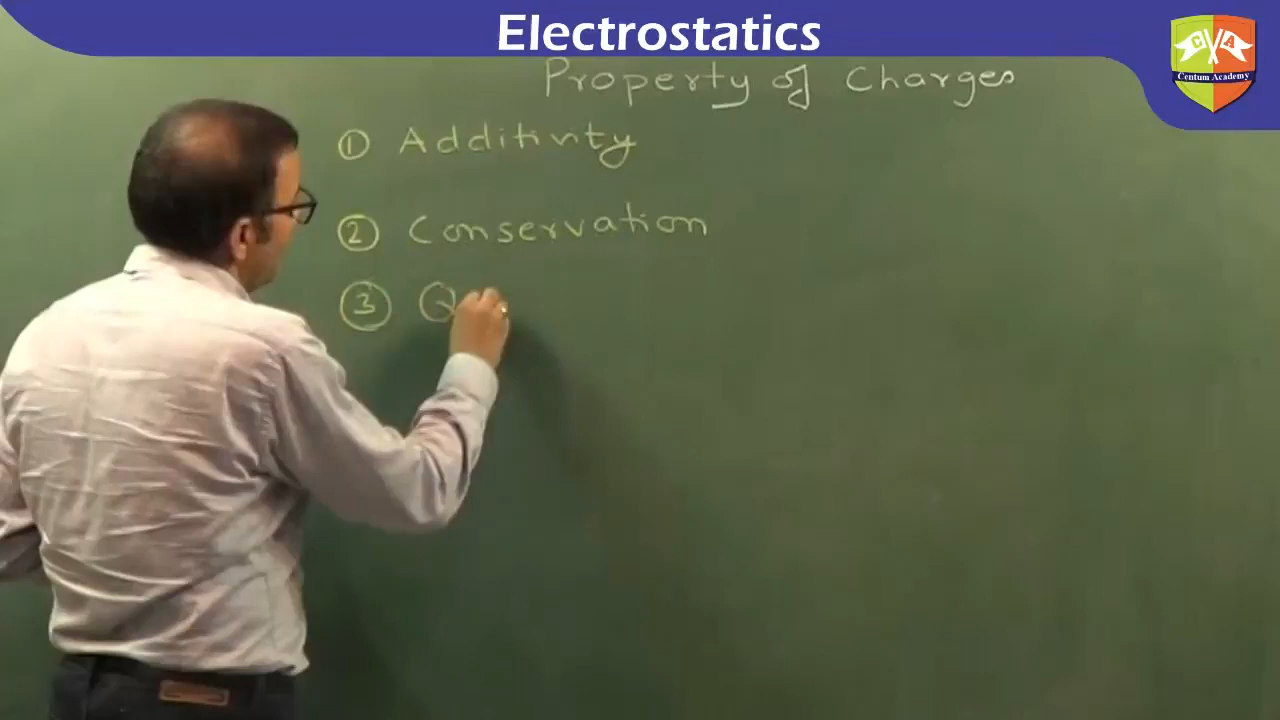 Electrostatics
C A
Centum Academy
Property of Charges
① Additivity
② Conservation
③ Q